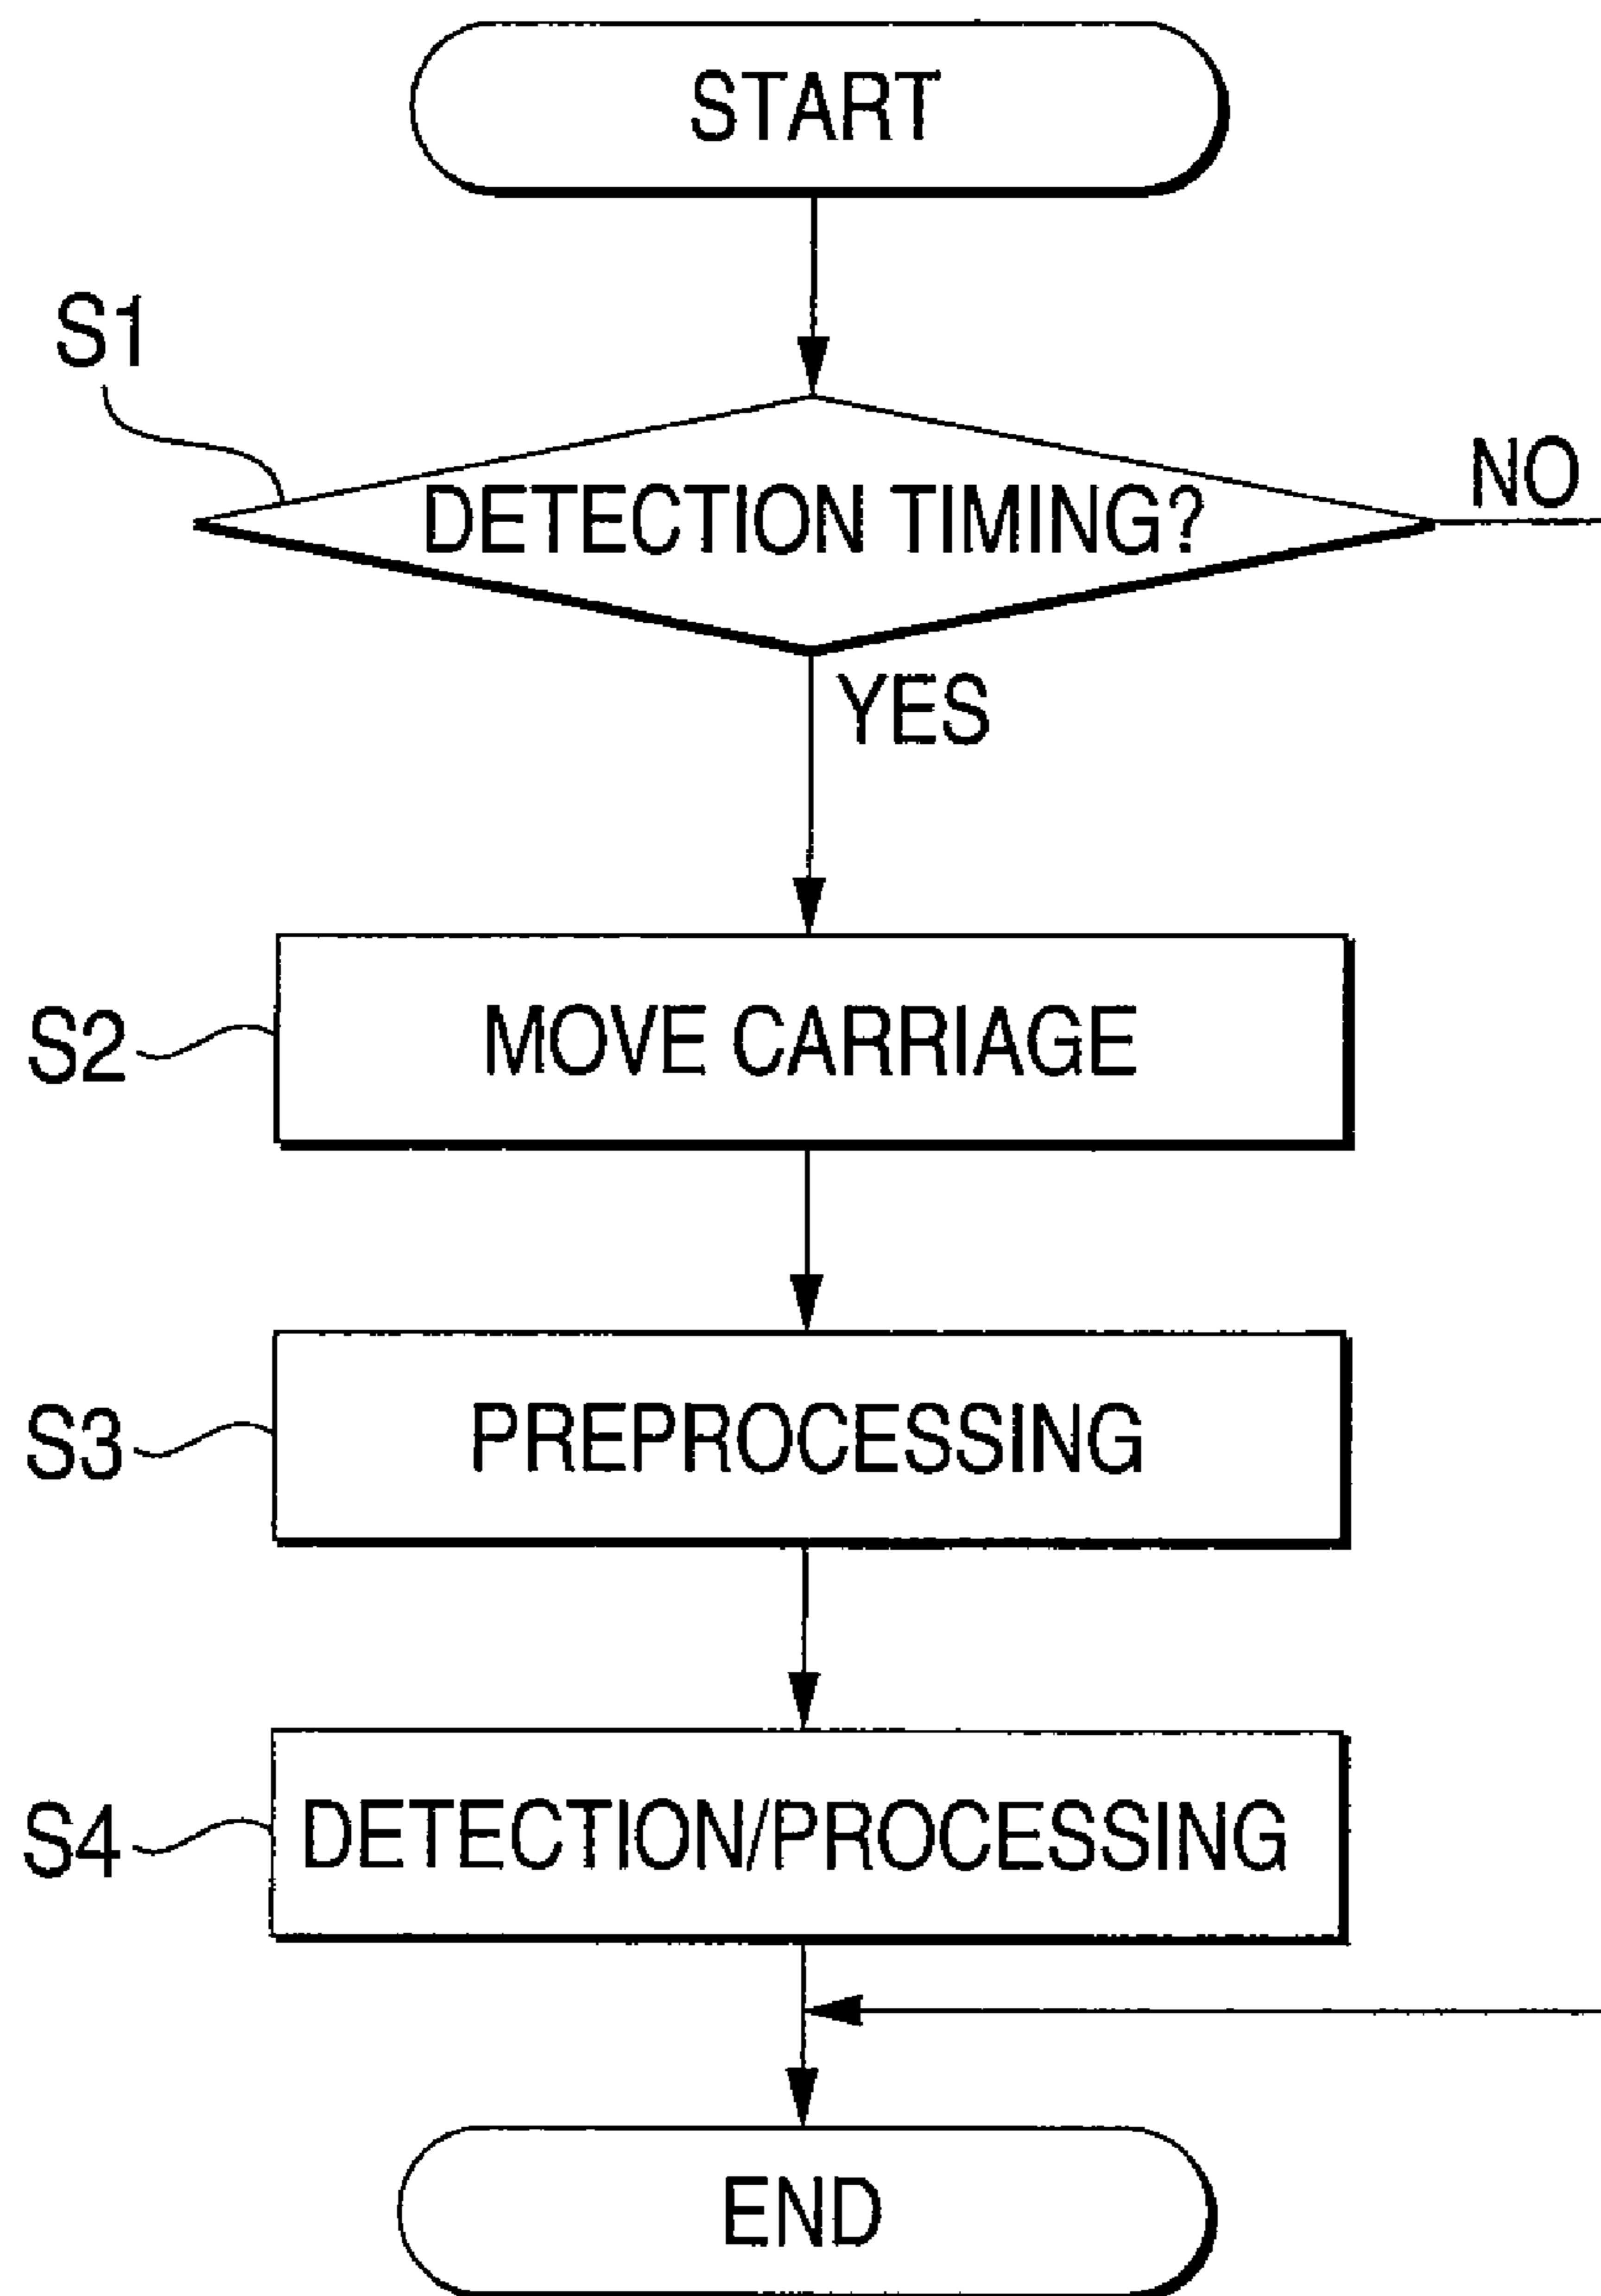 START
S1
DETECTION TIMING?
NO
YES
S2
MOVE CARRIAGE
S3
PREPROCESSING
S4
DETECTION/PROCESSING
END